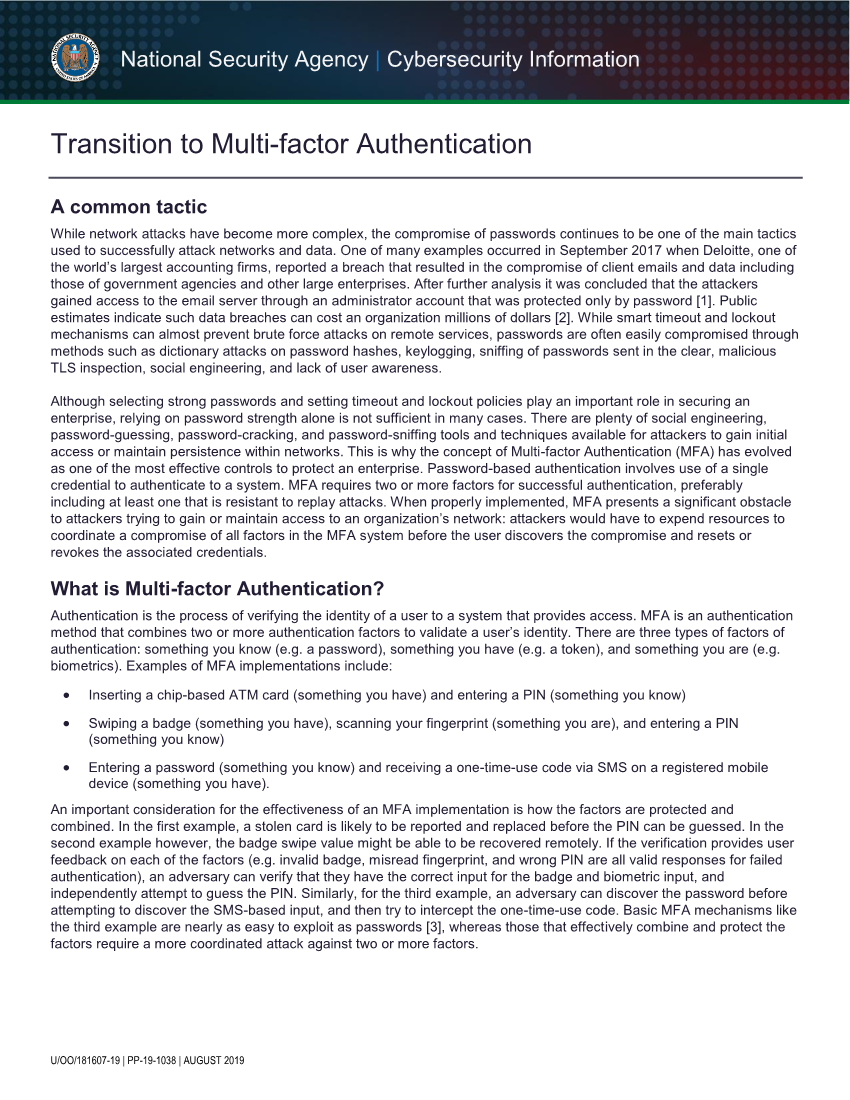 National Security Agency | Cybersecurity Information
Transition to Multi-factor Authentication
A common tactic
While network attacks have become more complex, the compromise of passwords continues to be one of the main tactics
used to successfully attack networks and data. One of many examples occurred in September 2017 when Deloitte, one of
the world’s largest accounting firms, reported a breach that resulted in the compromise of client emails and data including
those of government agencies and other large enterprises. After further analysis it was concluded that the attackers
gained access to the email server through an administrator account that was protected only by password [1]. Public
estimates indicate such data breaches can cost an organization millions of dollars [2]. While smart timeout and lockout
mechanisms can almost prevent brute force attacks on remote services, passwords are often easily compromised through
methods such as dictionary attacks on password hashes, keylogging, sniffing of passwords sent in the clear, malicious
TLS inspection, social engineering, and lack of user awareness.
Although selecting strong passwords and setting timeout and lockout policies play an important role in securing an
enterprise, relying on password strength alone is not sufficient in many cases. There are plenty of social engineering,
password-guessing, password-cracking, and password-sniffing tools and techniques available for attackers to gain initial
access or maintain persistence within networks. This is why the concept of Multi-factor Authentication (MFA) has evolved
as one of the most effective controls to protect an enterprise. Password-based authentication involves use of a single
credential to authenticate to a system. MFA requires two or more factors for successful authentication, preferably
including at least one that is resistant to replay attacks. When properly implemented, MFA presents a significant obstacle
to attackers trying to gain or maintain access to an organization’s network: attackers would have to expend resources to
coordinate a compromise of all factors in the MFA system before the user discovers the compromise and resets or
revokes the associated credentials.
What is Multi-factor Authentication?
Authentication is the process of verifying the identity of a user to a system that provides access. MFA is an authentication
method that combines two or more authentication factors to validate a user’s identity. There are three types of factors of
authentication: something you know (e.g. a password), something you have (e.g. a token), and something you are (e.g.
biometrics). Examples of MFA implementations include:
• Inserting a chip-based ATM card (something you have) and entering a PIN (something you know)
• Swiping a badge (something you have), scanning your fingerprint (something you are), and entering a PIN
(something you know)
• Entering a password (something you know) and receiving a one-time-use code via SMS on a registered mobile
device (something you have).
An important consideration for the effectiveness of an MFA implementation is how the factors are protected and
combined. In the first example, a stolen card is likely to be reported and replaced before the PIN can be guessed. In the
second example however, the badge swipe value might be able to be recovered remotely. If the verification provides user
feedback on each of the factors (e.g. invalid badge, misread fingerprint, and wrong PIN are all valid responses for failed
authentication), an adversary can verify that they have the correct input for the badge and biometric input, and
independently attempt to guess the PIN. Similarly, for the third example, an adversary can discover the password before
attempting to discover the SMS-based input, and then try to intercept the one-time-use code. Basic MFA mechanisms like
the third example are nearly as easy to exploit as passwords [3], whereas those that effectively combine and protect the
factors require a more coordinated attack against two or more factors.
U/OO/181607-19 | PP-19-1038 | AUGUST 2019